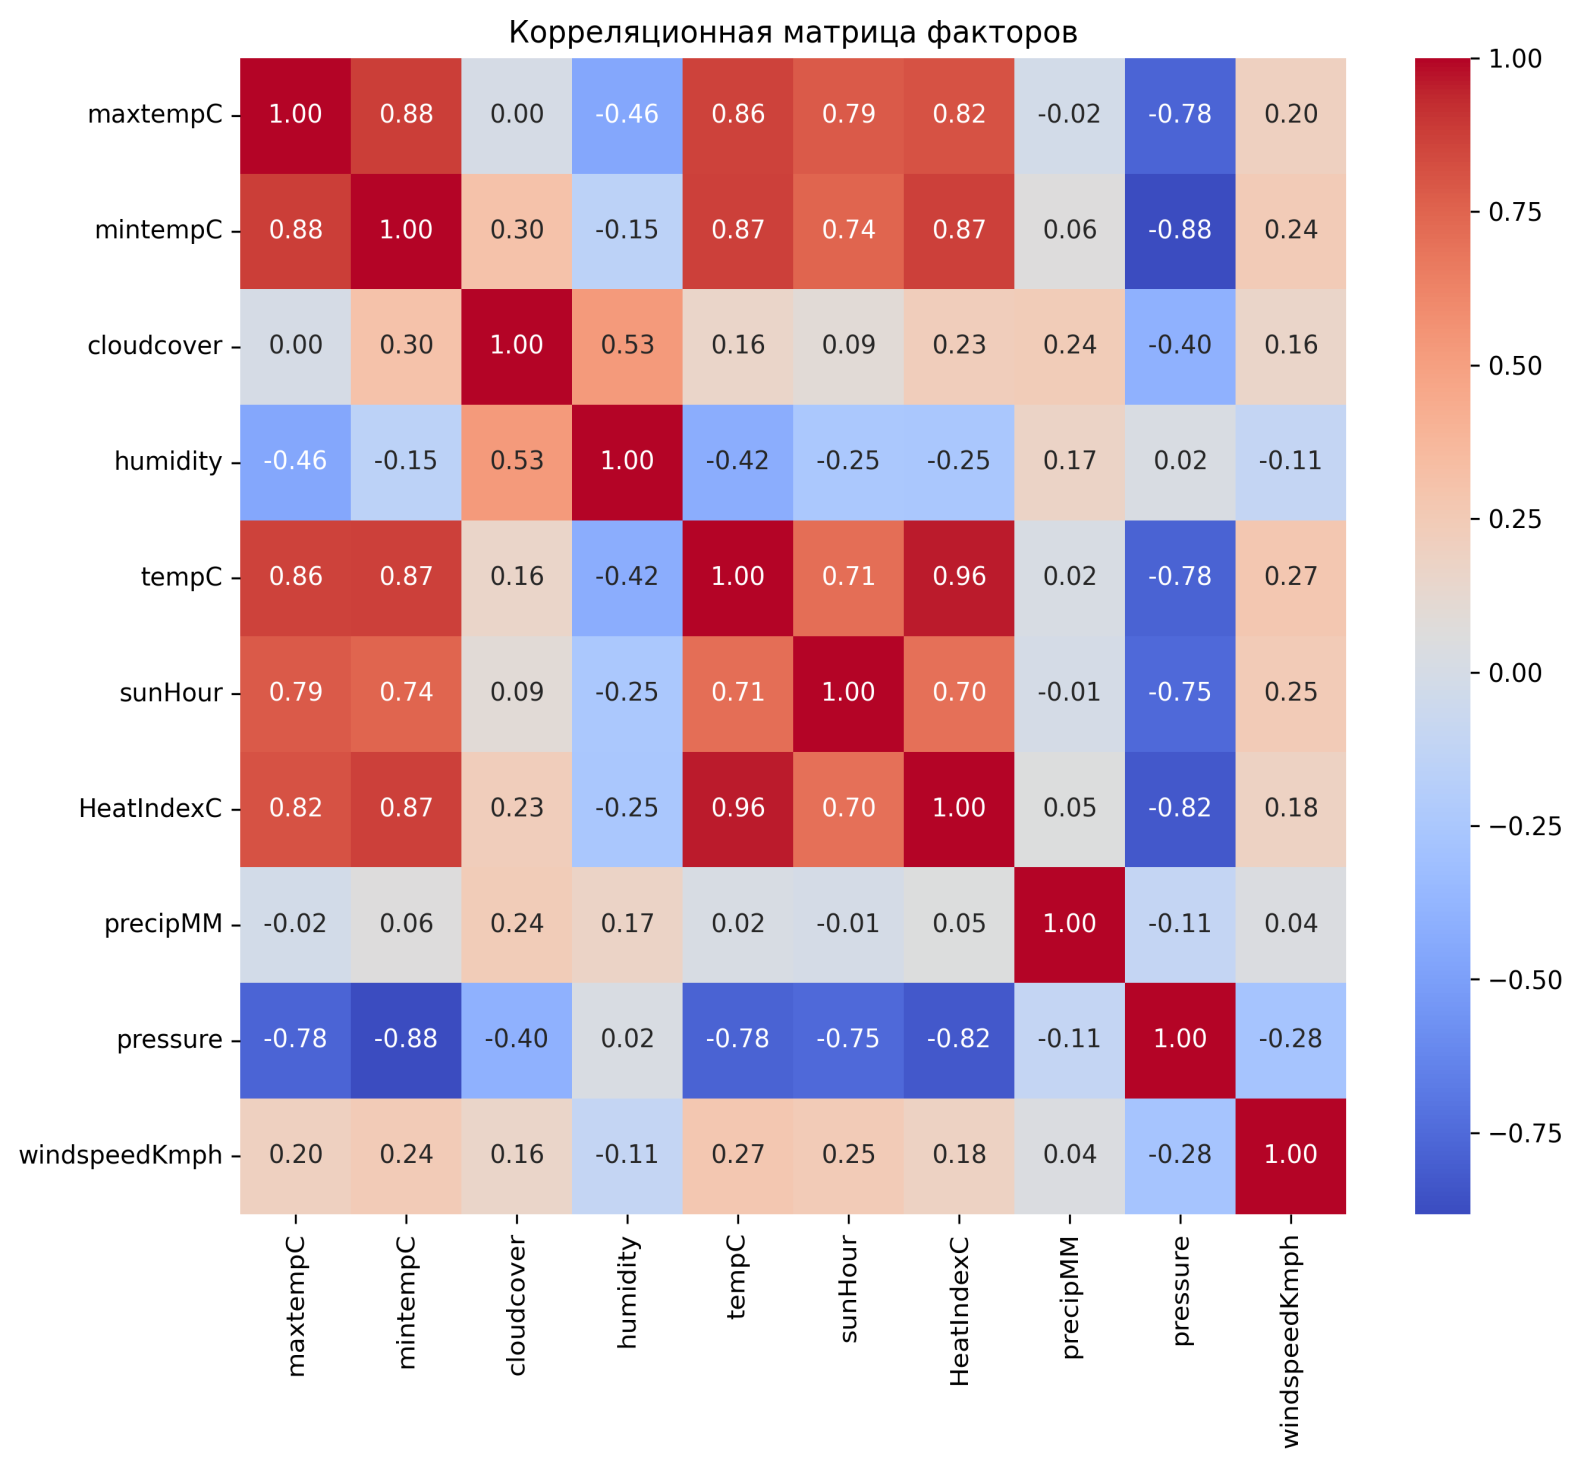 Корреляционная матрица факторов
maxtempC 1.00 0.88 0.00 -0.46 0.86 0.79 0.82 -0.02 -0.78 0.20
mintempC 0.88 1.00 0.30 -0.15 0.87 0.74 0.87 0.06 -0.88 0.24
cloudcover 0.00 0.30 1.00 0.53 0.16 0.09 0.23 0.24 -0.40 0.16
humidity -0.46 -0.15 0.53 1.00 -0.42 -0.25 -0.25 0.17 0.02 -0.11
tempC 0.86 0.87 0.16 -0.42 1.00 0.71 0.96 0.02 -0.78 0.27
sunHour 0.79 0.74 0.09 -0.25 0.71 1.00 0.70 -0.01 -0.75 0.25
HeatIndexC 0.82 0.87 0.23 -0.25 0.96 0.70 1.00 0.05 -0.82 0.18
precipMM -0.02 0.06 0.24 0.17 0.02 -0.01 0.05 1.00 -0.11 0.04
pressure -0.78 -0.88 -0.40 0.02 -0.78 -0.75 -0.82 -0.11 1.00 -0.28
windspeedKmph 0.20 0.24 0.16 -0.11 0.27 0.25 0.18 0.04 -0.28 1.00
maxtempC
mintempC
cloudcover
humidity
tempC
sunHour
HeatIndexC
precipMM
pressure
windspeedKmph
1.00
0.75
0.50
0.25
0.00
−0.25
−0.50
−0.75